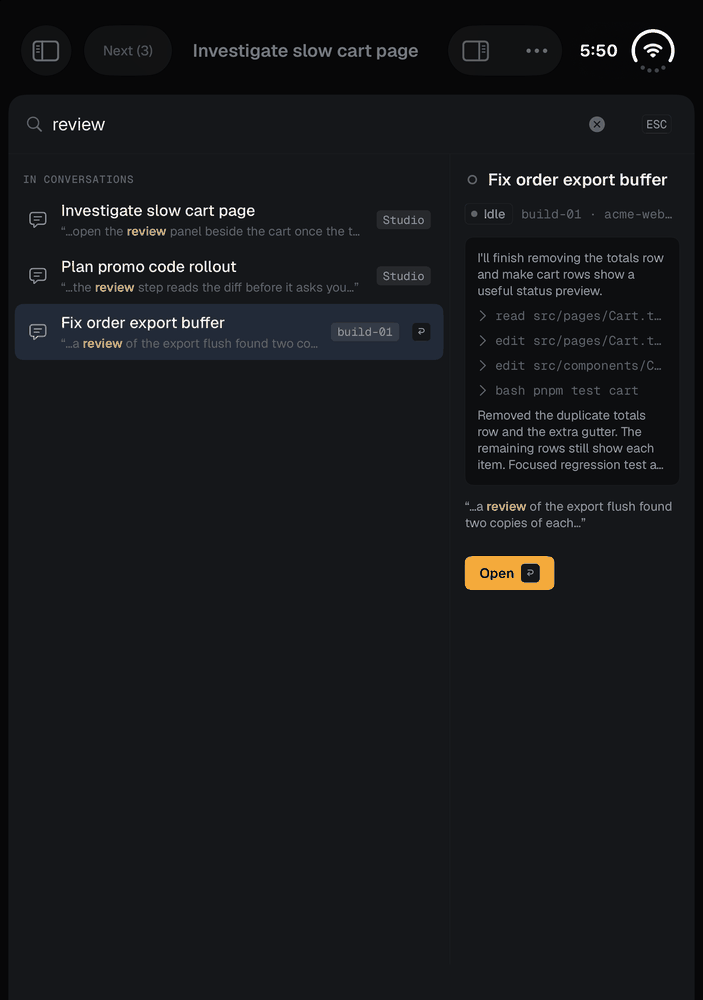 Next (3)
Investigate slow cart page
5:50
review
ESC
IN CONVERSATIONS
Investigate slow cart page
“…open the review panel beside the cart once the t…
Studio
Plan promo code rollout
“…the review step reads the diff before it asks you…”
Studio
Fix order export buffer
“…a review of the export flush found two co…
build-01
Fix order export buffer
Idle
build-01 · acme-web…
I'll finish removing the totals row
and make cart rows show a
useful status preview.
> read src/pages/Cart.t…
> edit src/pages/Cart.t…
> edit src/components/C…
> bash pnpm test cart
Removed the duplicate totals
row and the extra gutter. The
remaining rows still show each
item. Focused regression test a…
“…a review of the export flush found
two copies of each…”
Open